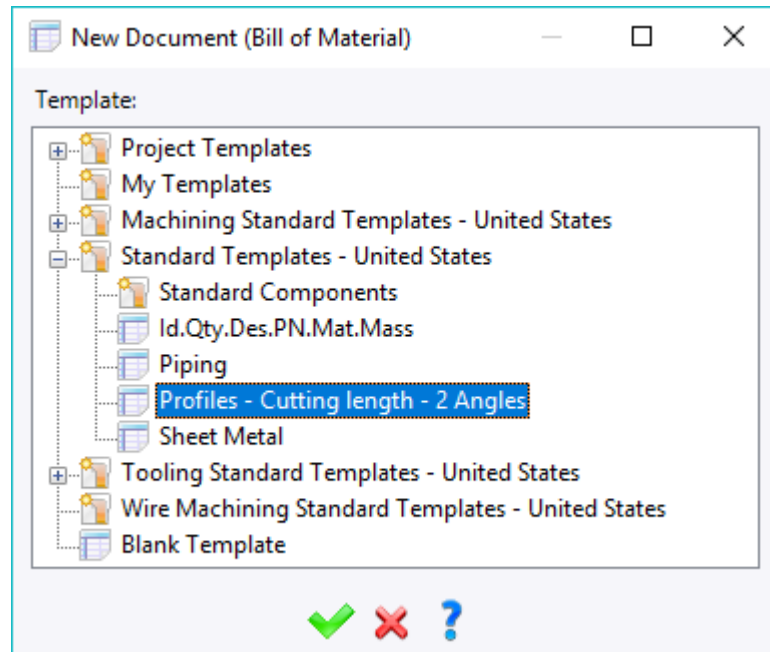 New Document (Bill of Material)
Template:
Project Templates
My Templates
Machining Standard Templates - United States
Standard Templates - United States
Standard Components
Id.Qty.Des.PN.Mat.Mass
Piping
Profiles - Cutting length - 2 Angles
Sheet Metal
Tooling Standard Templates - United States
Wire Machining Standard Templates - United States
Blank Template